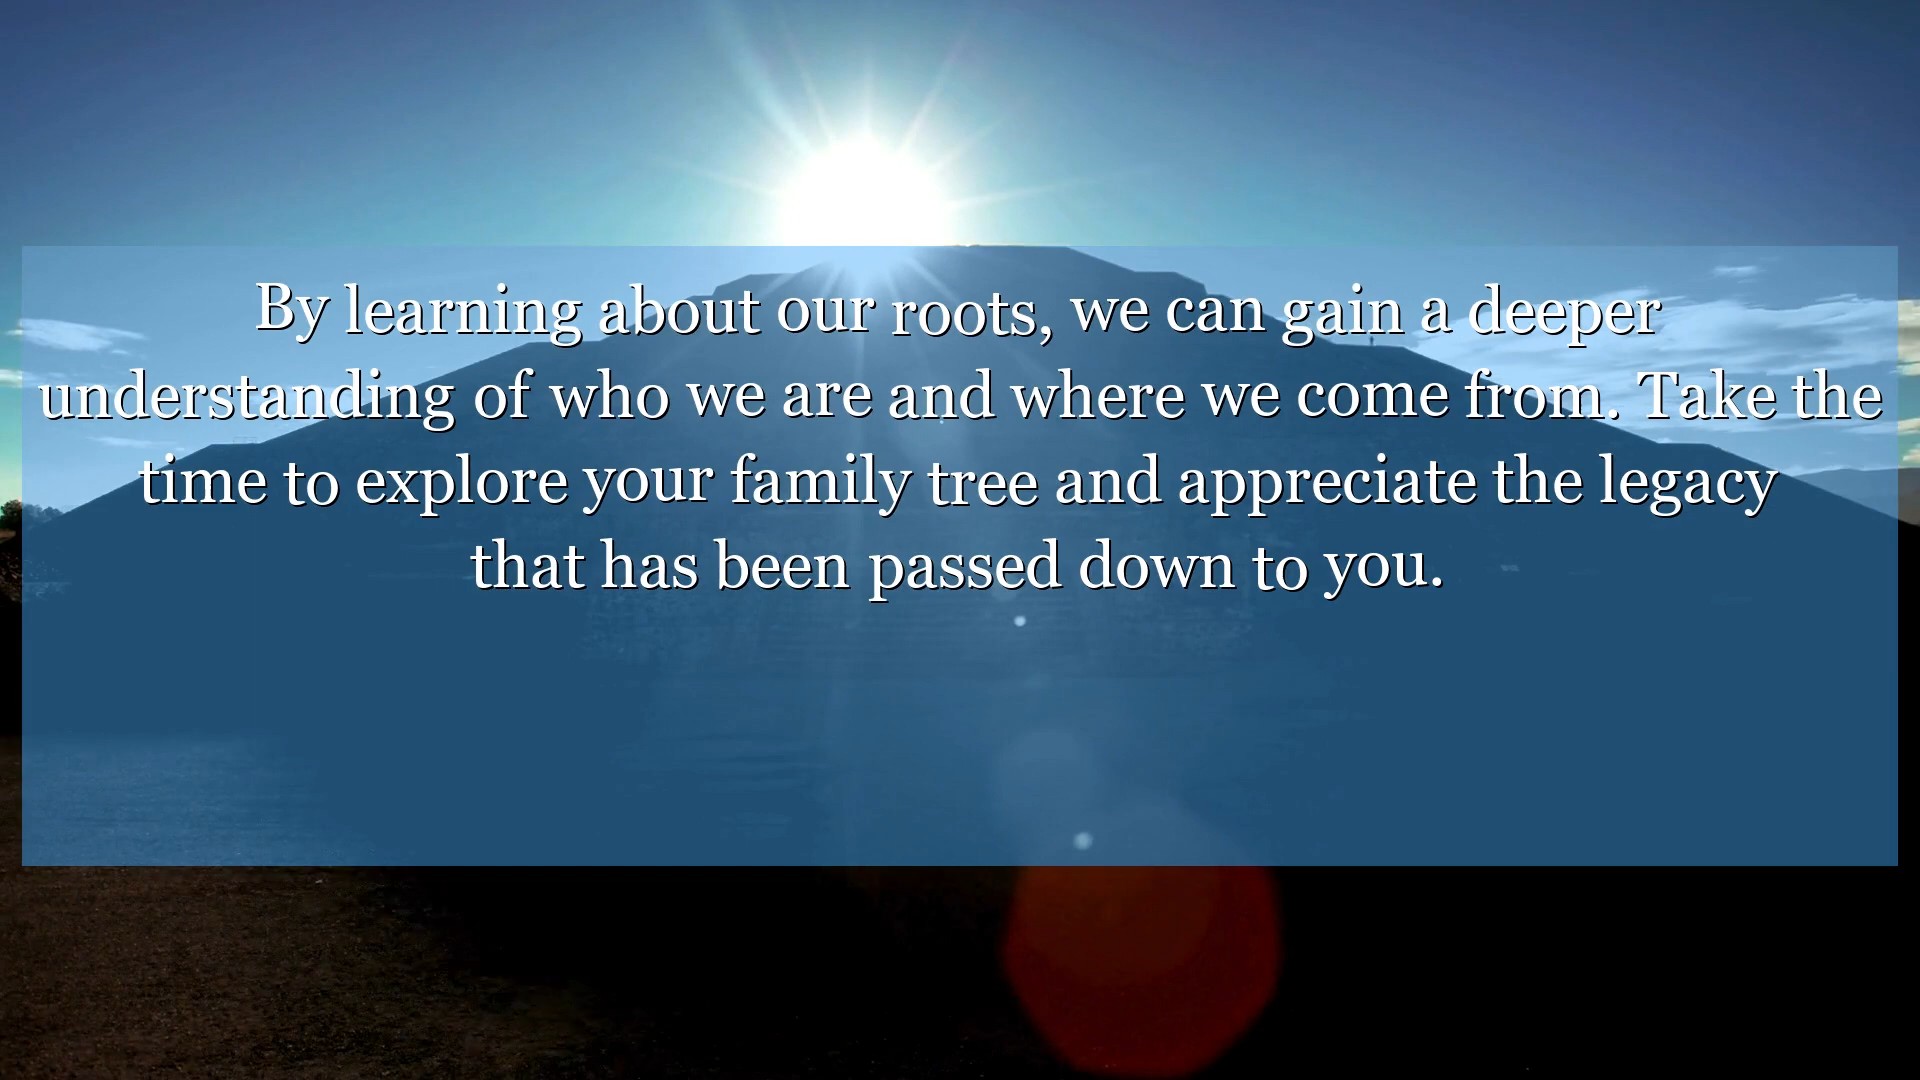 By learning about our roots, we can gain a deeper
understanding of who we are and where we come from. Take the
time to explore your family tree and appreciate the legacy
that has been passed down to you.